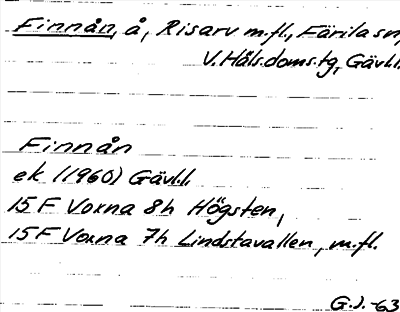 Finnån, å, Risarv m.fl., Färila sn,
V. Häls. doms.tg, Gävl.l.
Finnån
ek. (1960) Gävl.l.
15 F Voxna 8h Högsten,
15 F Voxna 7h Lindstavallen, m.fl.
G.J. -63